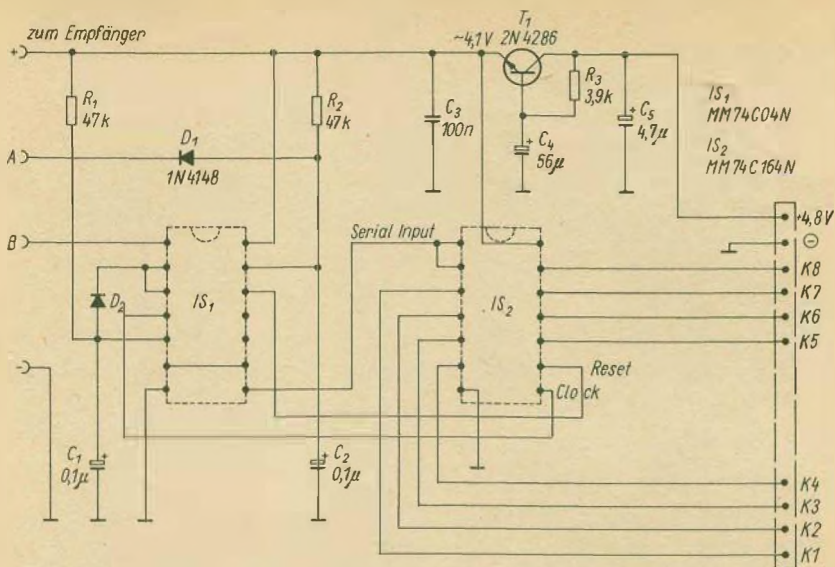 zum Empfänger
+
T1
~4,1V 2N4286
R1
47k
R2
47k
C3
100n
R3
3,9k
C4
+
56µ
C5
+
4,7µ
IS1
MM74C04N
IS2
MM74C164N
A
D1
1N4148
B
Serial Input
D2
IS1
IS2
+4,8V
⊖
K8
K7
K6
K5
Reset
Clock
-
C1
+
0,1µ
C2
+
0,1µ
K4
K3
K2
K1